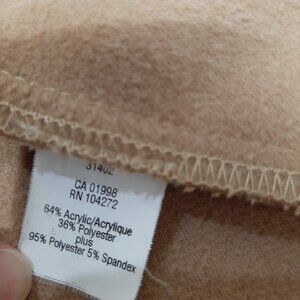 31402
CA 01998
RN 104272
64% Acrylic/Acrylique
36% Polyester
plus
95% Polyester 5% Spandex